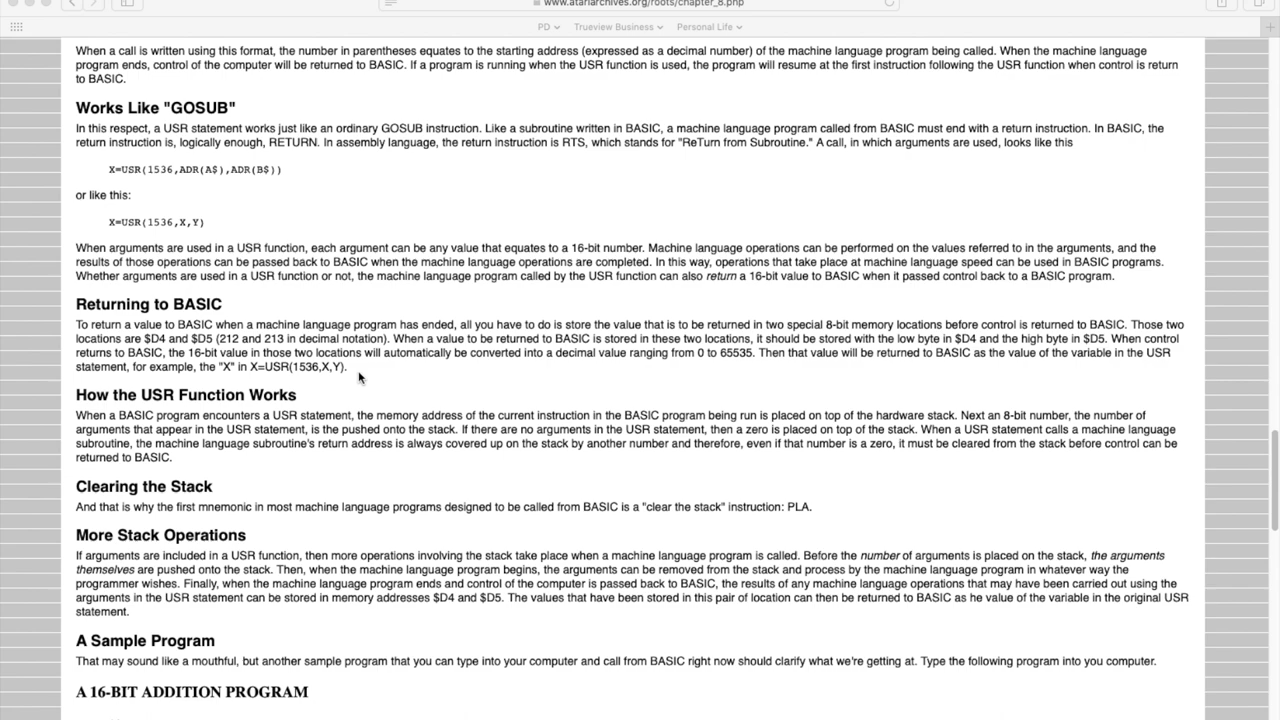 www.atariarchives.org/roots/chapter_8.php
PD Trueview Business Personal Life
When a call is written using this format, the number in parentheses equates to the starting address (expressed as a decimal number) of the machine language program being called. When the machine language
program ends, control of the computer will be returned to BASIC. If a program is running when the USR function is used, the program will resume at the first instruction following the USR function when control is return
to BASIC.
Works Like "GOSUB"
In this respect, a USR statement works just like an ordinary GOSUB instruction. Like a subroutine written in BASIC, a machine language program called from BASIC must end with a return instruction. In BASIC, the
return instruction is, logically enough, RETURN. In assembly language, the return instruction is RTS, which stands for "ReTurn from Subroutine." A call, in which arguments are used, looks like this
X=USR(1536,ADR(A$),ADR(B$))
or like this:
X=USR(1536,X,Y)
When arguments are used in a USR function, each argument can be any value that equates to a 16-bit number. Machine language operations can be performed on the values referred to in the arguments, and the
results of those operations can be passed back to BASIC when the machine language operations are completed. In this way, operations that take place at machine language speed can be used in BASIC programs.
Whether arguments are used in a USR function or not, the machine language program called by the USR function can also return a 16-bit value to BASIC when it passed control back to a BASIC program.
Returning to BASIC
To return a value to BASIC when a machine language program has ended, all you have to do is store the value that is to be returned in two special 8-bit memory locations before control is returned to BASIC. Those two
locations are $D4 and $D5 (212 and 213 in decimal notation). When a value to be returned to BASIC is stored in these two locations, it should be stored with the low byte in $D4 and the high byte in $D5. When control
returns to BASIC, the 16-bit value in those two locations will automatically be converted into a decimal value ranging from 0 to 65535. Then that value will be returned to BASIC as the value of the variable in the USR
statement, for example, the "X" in X=USR(1536,X,Y).
How the USR Function Works
When a BASIC program encounters a USR statement, the memory address of the current instruction in the BASIC program being run is placed on top of the hardware stack. Next an 8-bit number, the number of
arguments that appear in the USR statement, is the pushed onto the stack. If there are no arguments in the USR statement, then a zero is placed on top of the stack. When a USR statement calls a machine language
subroutine, the machine language subroutine's return address is always covered up on the stack by another number and therefore, even if that number is a zero, it must be cleared from the stack before control can be
returned to BASIC.
Clearing the Stack
And that is why the first mnemonic in most machine language programs designed to be called from BASIC is a "clear the stack" instruction: PLA.
More Stack Operations
If arguments are included in a USR function, then more operations involving the stack take place when a machine language program is called. Before the number of arguments is placed on the stack, the arguments
themselves are pushed onto the stack. Then, when the machine language program begins, the arguments can be removed from the stack and process by the machine language program in whatever way the
programmer wishes. Finally, when the machine language program ends and control of the computer is passed back to BASIC, the results of any machine language operations that may have been carried out using the
arguments in the USR statement can be stored in memory addresses $D4 and $D5. The values that have been stored in this pair of location can then be returned to BASIC as he value of the variable in the original USR
statement.
A Sample Program
That may sound like a mouthful, but another sample program that you can type into your computer and call from BASIC right now should clarify what we're getting at. Type the following program into you computer.
A 16-BIT ADDITION PROGRAM